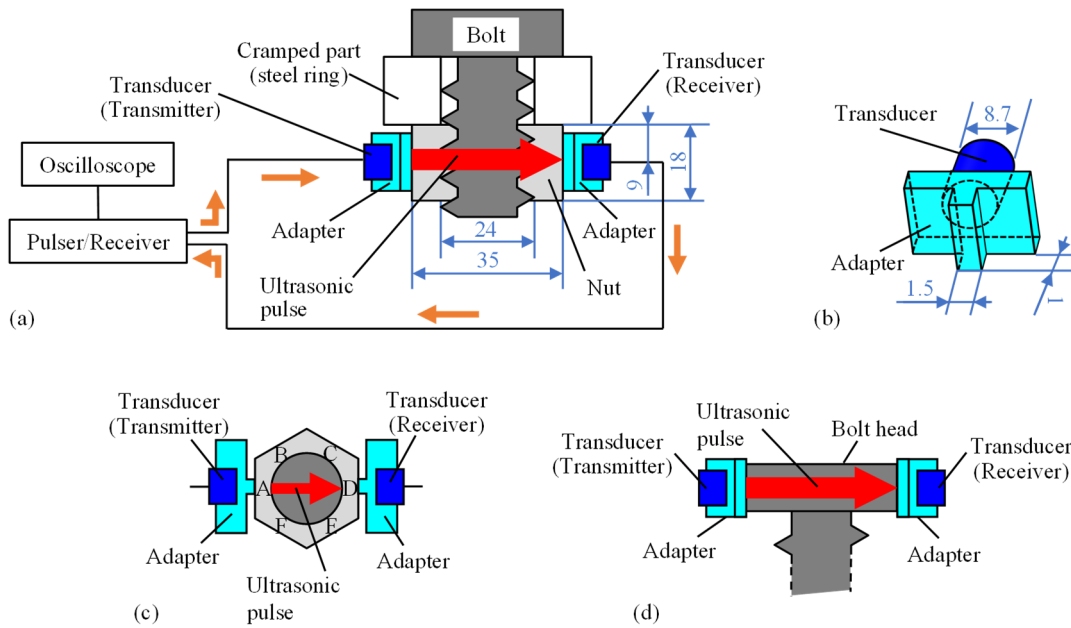 Bolt
Cramped part
(steel ring)
Transducer
(Transmitter)
Transducer
(Receiver)
Oscilloscope
Pulser/Receiver
Adapter
Ultrasonic
pulse
24
35
Adapter
Nut
9
18
(a)
Transducer
8.7
Adapter
1.5
1
(b)
Transducer
(Transmitter)
Transducer
(Receiver)
B
C
A
D
F
E
Adapter
Adapter
Ultrasonic
pulse
(c)
Ultrasonic
pulse
Bolt head
Transducer
(Transmitter)
Transducer
(Receiver)
Adapter
Adapter
(d)